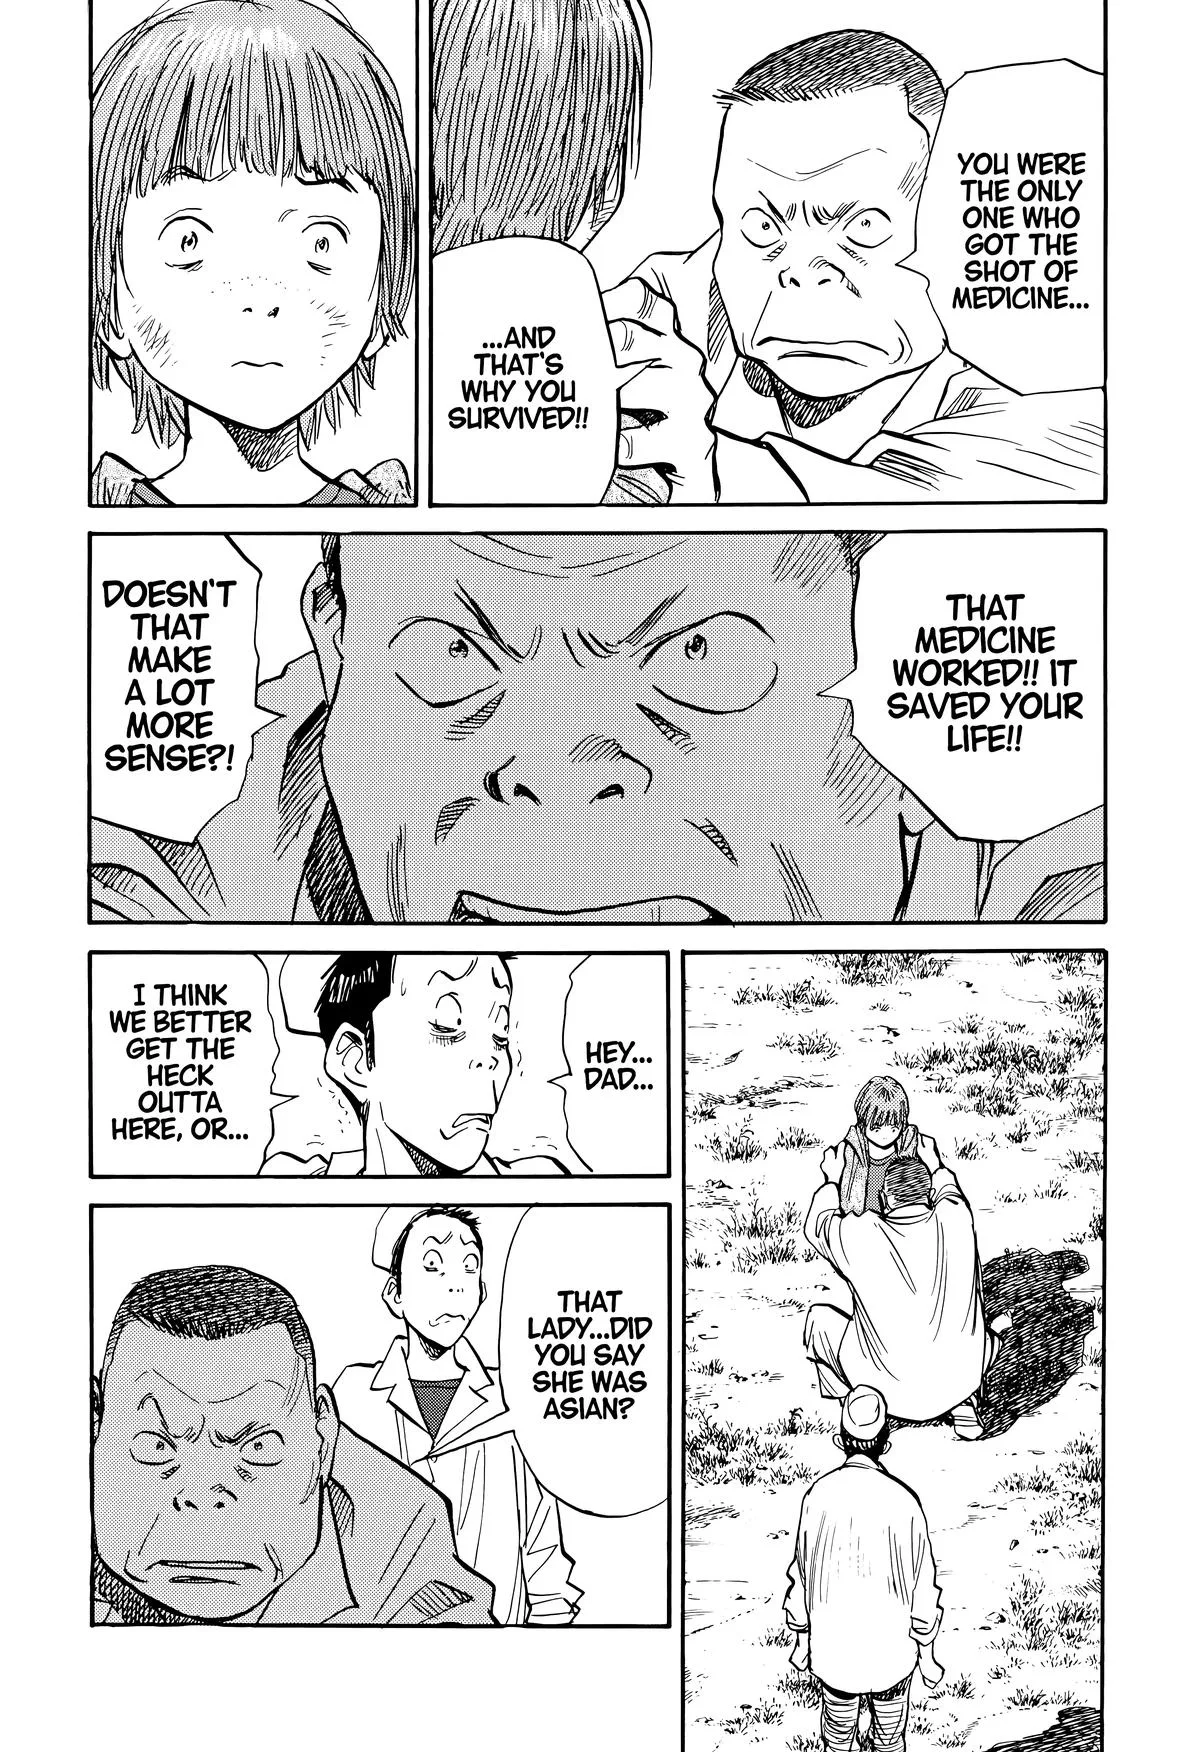 YOU WERE
THE ONLY
ONE WHO
GOT THE
SHOT OF
MEDICINE...
...AND
THAT'S
WHY YOU
SURVIVED!!
THAT
MEDICINE
WORKED!! IT
SAVED YOUR
LIFE!!
DOESN'T
THAT
MAKE
A LOT
MORE
SENSE?!
HEY...
DAD...
I THINK
WE BETTER
GET THE
HECK
OUTTA
HERE, OR...
THAT
LADY...DID
YOU SAY
SHE WAS
ASIAN?